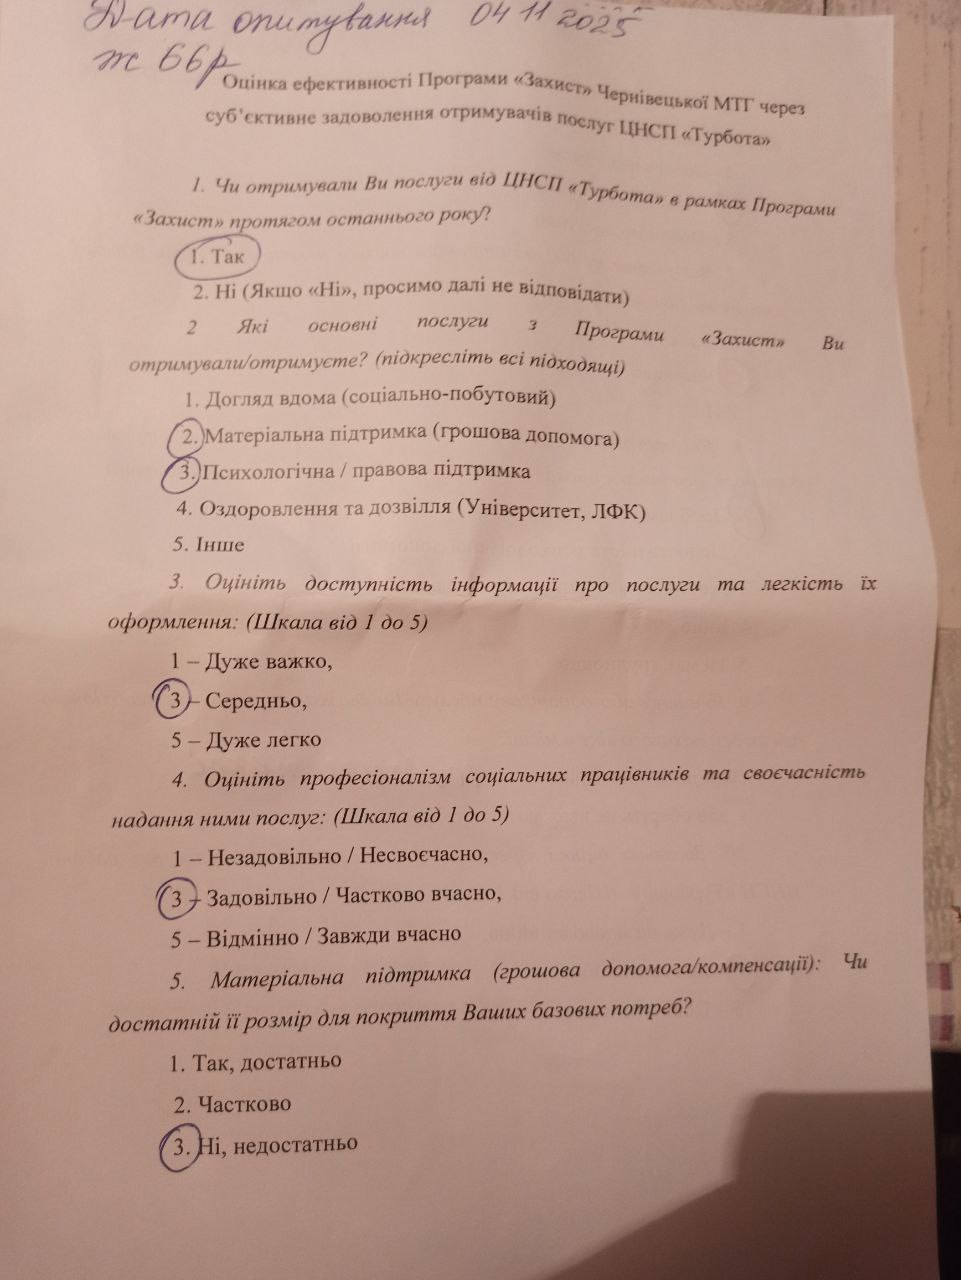 Дата опитування 04 11 2025
ж 66р
Оцінка ефективності Програми «Захист» Чернівецької МТГ через
суб’єктивне задоволення отримувачів послуг ЦНСП «Турбота»
1. Чи отримували Ви послуги від ЦНСП «Турбота» в рамках Програми
«Захист» протягом останнього року?
1. Так
2. Ні (Якщо «Ні», просимо далі не відповідати)
2 Які основні послуги з Програми «Захист» Ви
отримували/отримуєте? (підкресліть всі підходящі)
1. Догляд вдома (соціально-побутовий)
2. Матеріальна підтримка (грошова допомога)
3. Психологічна / правова підтримка
4. Оздоровлення та дозвілля (Університет, ЛФК)
5. Інше
3. Оцініть доступність інформації про послуги та легкість їх
оформлення: (Шкала від 1 до 5)
1 – Дуже важко,
3 – Середньо,
5 – Дуже легко
4. Оцініть професіоналізм соціальних працівників та своєчасність
надання ними послуг: (Шкала від 1 до 5)
1 – Незадовільно / Несвоєчасно,
3 – Задовільно / Частково вчасно,
5 – Відмінно / Завжди вчасно
5. Матеріальна підтримка (грошова допомога/компенсації): Чи
достатній її розмір для покриття Ваших базових потреб?
1. Так, достатньо
2. Частково
3. Ні, недостатньо